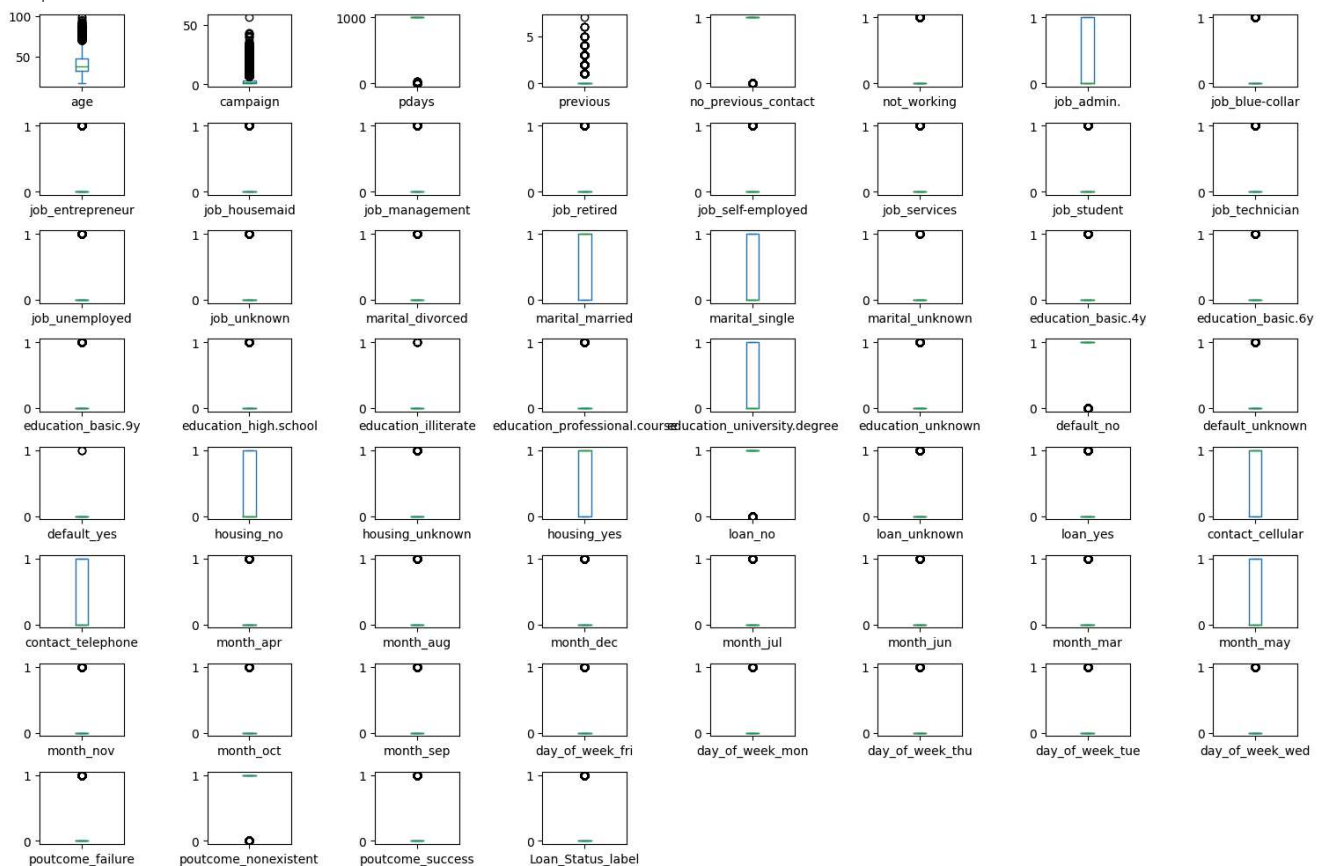 100 50 1000 5 1 1 1 1
50 0 0 0 0 0 0 0
age campaign pdays previous no_previous_contact not_working job_admin. job_blue-collar
1 1 1 1 1 1 1 1
0 0 0 0 0 0 0 0
job_entrepreneur job_housemaid job_management job_retired job_self-employed job_services job_student job_technician
1 1 1 1 1 1 1 1
0 0 0 0 0 0 0 0
job_unemployed job_unknown marital_divorced marital_married marital_single marital_unknown education_basic.4y education_basic.6y
1 1 1 1 1 1 1 1
0 0 0 0 0 0 0 0
education_basic.9y education_high.school education_illiterate education_professional.course education_university.degree education_unknown default_no default_unknown
1 1 1 1 1 1 1 1
0 0 0 0 0 0 0 0
default_yes housing_no housing_unknown housing_yes loan_no loan_unknown loan_yes contact_cellular
1 1 1 1 1 1 1 1
0 0 0 0 0 0 0 0
contact_telephone month_apr month_aug month_dec month_jul month_jun month_mar month_may
1 1 1 1 1 1 1 1
0 0 0 0 0 0 0 0
month_nov month_oct month_sep day_of_week_fri day_of_week_mon day_of_week_thu day_of_week_tue day_of_week_wed
1 1 1 1
0 0 0 0
poutcome_failure poutcome_nonexistent poutcome_success Loan_Status_label